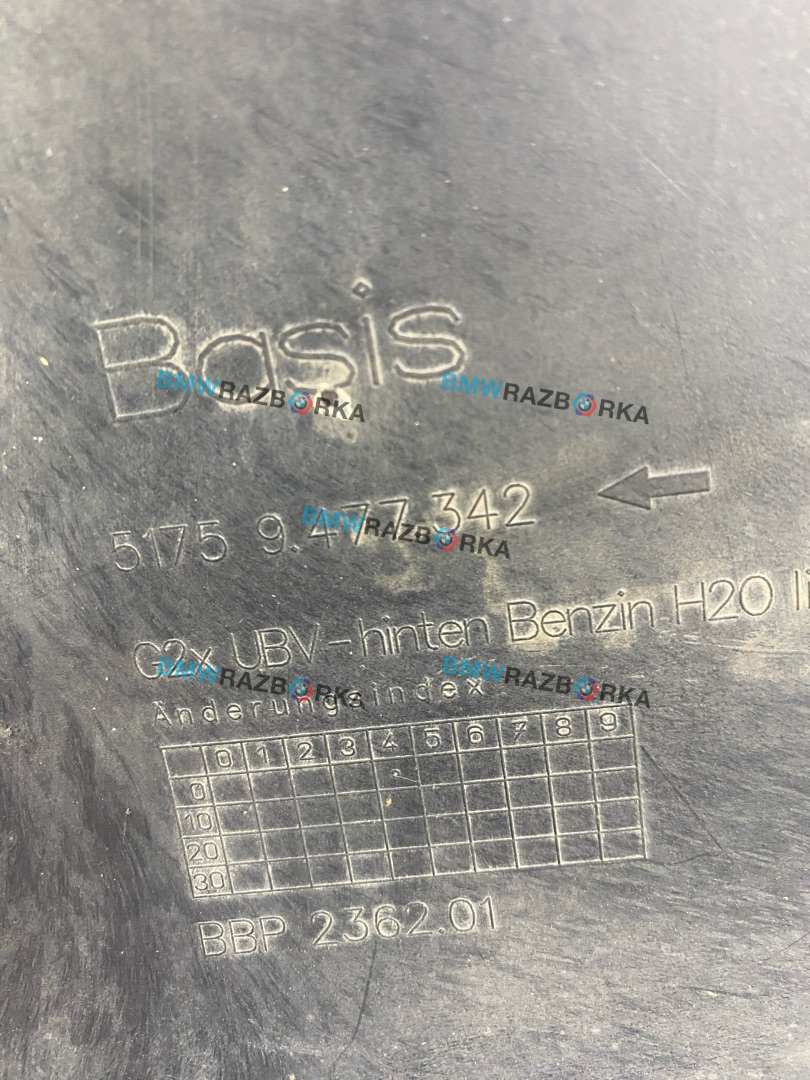 Basis
BMWRAZBORKA BMWRAZBORKA
5175 9.477.342
BMWRAZBORKA
G2x UBV-hinten Benzin H20 li
BMWRAZBORKA BMWRAZBORKA
Änderungsindex
0 1 2 3 4 5 6 7 8 9
0
10
20
30
BBP 2362.01